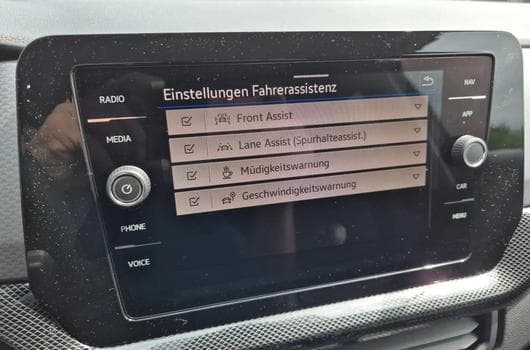 Einstellungen Fahrerassistenz
RADIO
MEDIA
PHONE
VOICE
Front Assist
Lane Assist (Spurhalteassist.)
Müdigkeitswarnung
Geschwindigkeitswarnung
NAV
APP
CAR
MENU